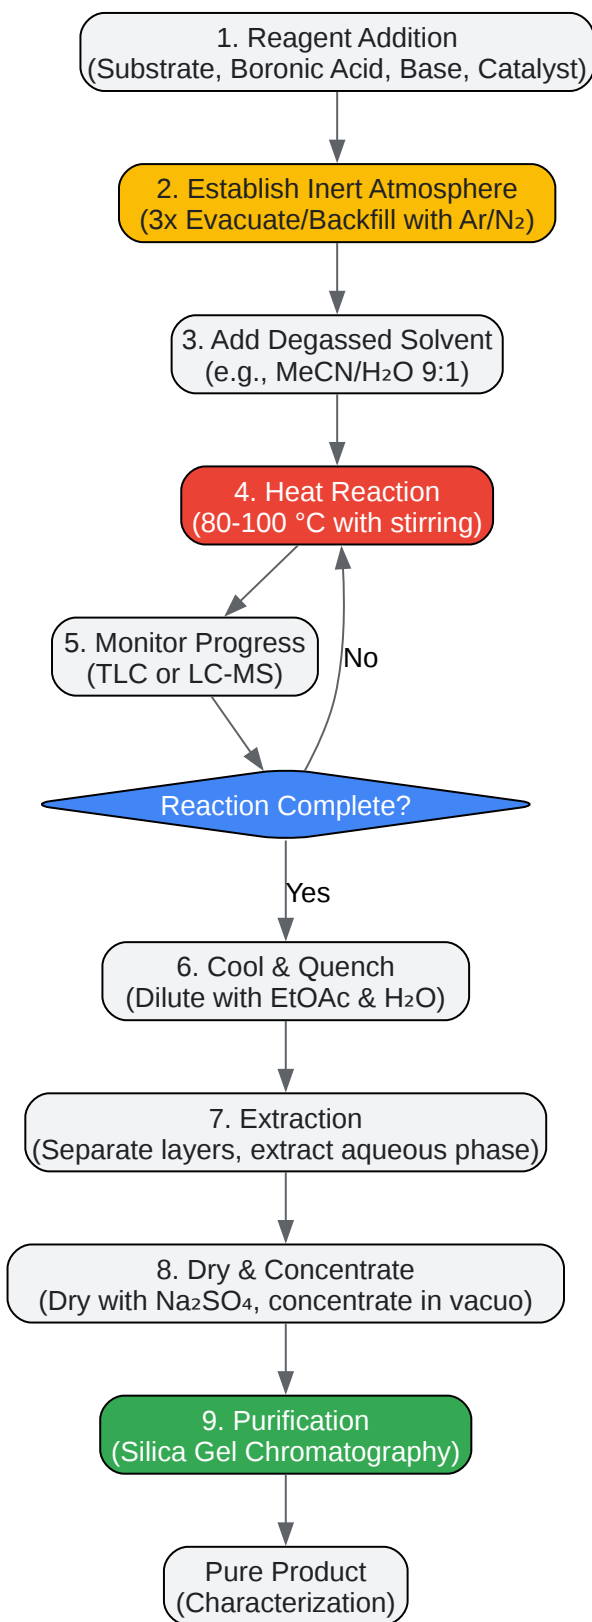 1. Reagent Addition
(Substrate, Boronic Acid, Base, Catalyst)
2. Establish Inert Atmosphere
(3x Evacuate/Backfill with Ar/N₂)
3. Add Degassed Solvent
(e.g., MeCN/H₂O 9:1)
4. Heat Reaction
(80-100 °C with stirring)
5. Monitor Progress
(TLC or LC-MS)
No
Reaction Complete?
Yes
6. Cool & Quench
(Dilute with EtOAc & H₂O)
7. Extraction
(Separate layers, extract aqueous phase)
8. Dry & Concentrate
(Dry with Na₂SO₄, concentrate in vacuo)
9. Purification
(Silica Gel Chromatography)
Pure Product
(Characterization)